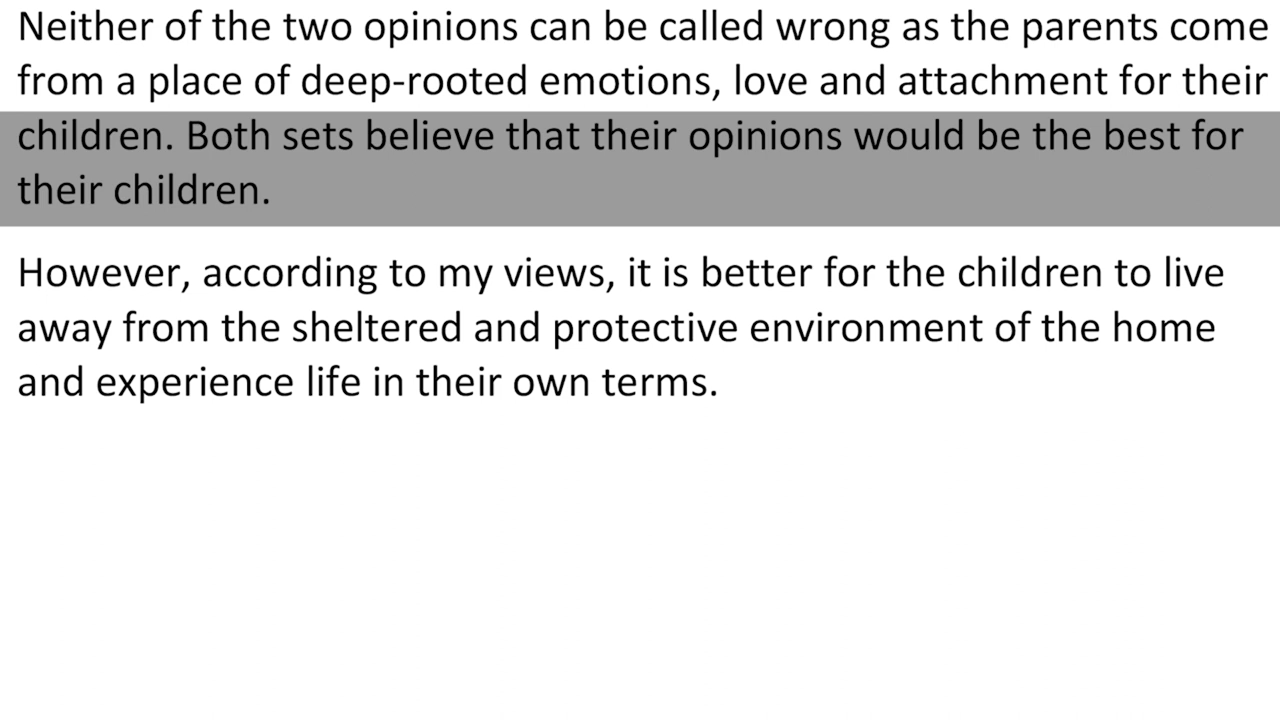 Neither of the two opinions can be called wrong as the parents come
from a place of deep-rooted emotions, love and attachment for their
children. Both sets believe that their opinions would be the best for
their children.
However, according to my views, it is better for the children to live
away from the sheltered and protective environment of the home
and experience life in their own terms.